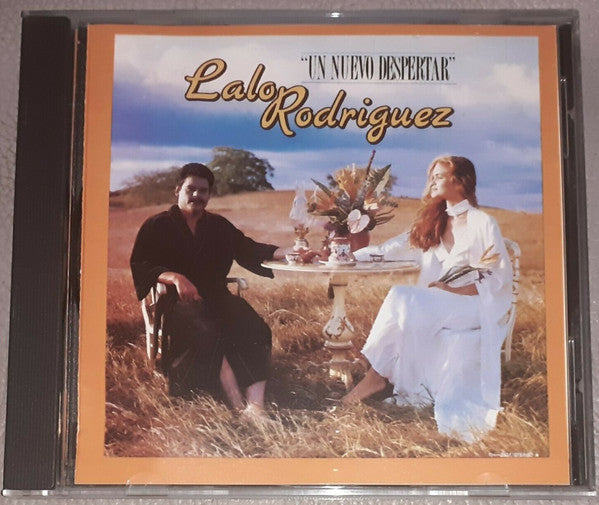 "UN NUEVO DESPERTAR"
Lalo
Rodriguez